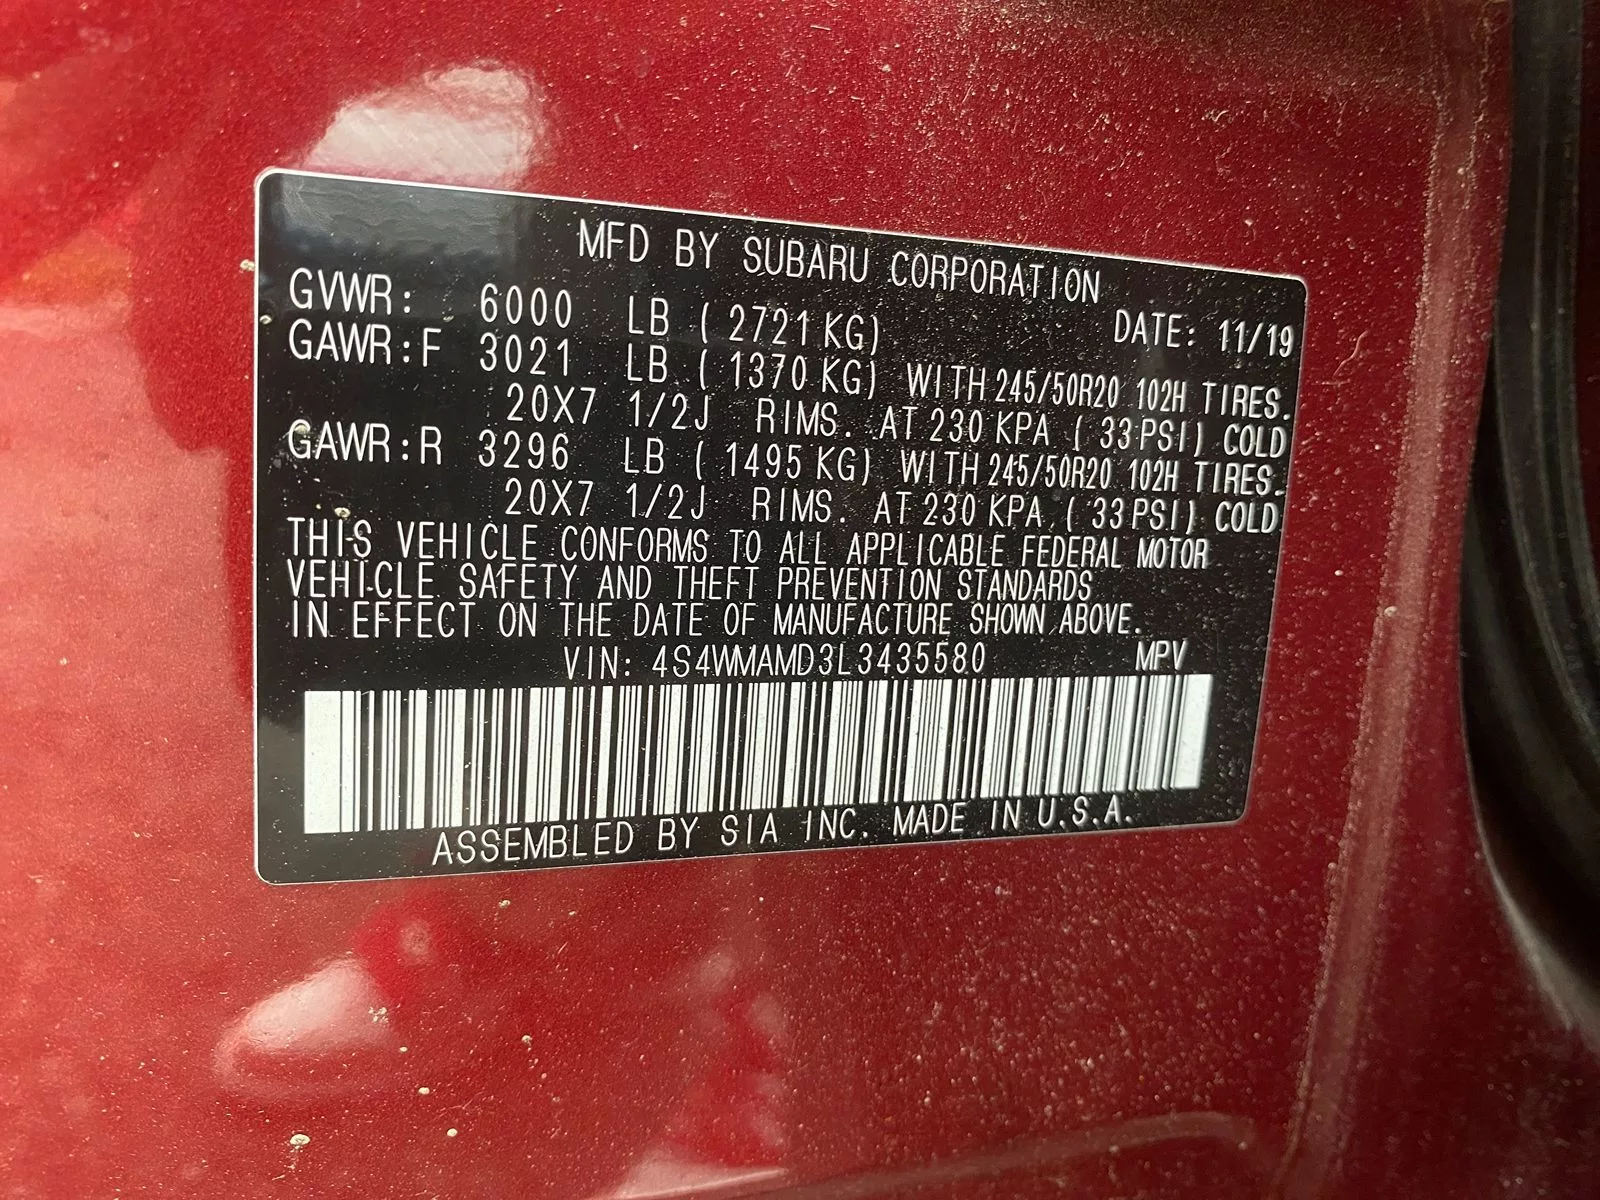 MFD BY SUBARU CORPORATION
GVWR: 6000 LB ( 2721 KG) DATE: 11/19
GAWR:F 3021 LB ( 1370 KG) WITH 245/50R20 102H TIRES.
20X7 1/2J RIMS. AT 230 KPA ( 33 PSI) COLD
GAWR:R 3296 LB ( 1495 KG) WITH 245/50R20 102H TIRES.
20X7 1/2J RIMS. AT 230 KPA ( 33 PSI) COLD
THIS VEHICLE CONFORMS TO ALL APPLICABLE FEDERAL MOTOR
VEHICLE SAFETY AND THEFT PREVENTION STANDARDS
IN EFFECT ON THE DATE OF MANUFACTURE SHOWN ABOVE.
VIN: 4S4WMAMD3L3435580 MPV
ASSEMBLED BY SIA INC. MADE IN U.S.A.